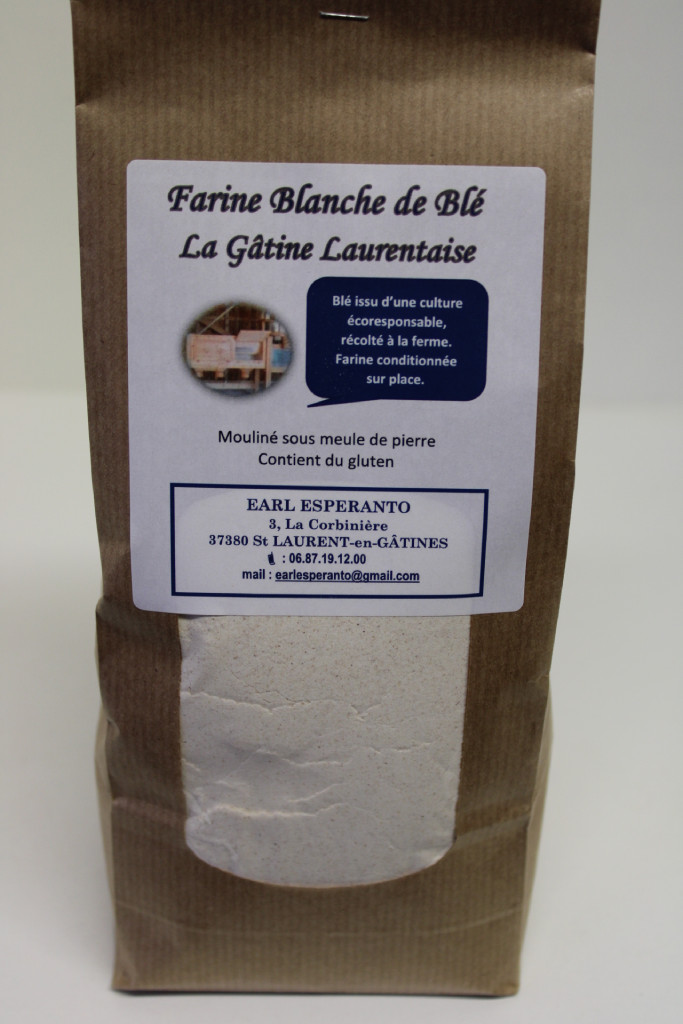 Farine Blanche de Blé
La Gâtine Laurentaise
Blé issu d'une culture
écoresponsable,
récolté à la ferme.
Farine conditionnée
sur place.
Mouliné sous meule de pierre
Contient du gluten
EARL ESPERANTO
3, La Corbinière
37380 St LAURENT-en-GÂTINES
: 06.87.19.12.00
mail : earlesperanto@gmail.com